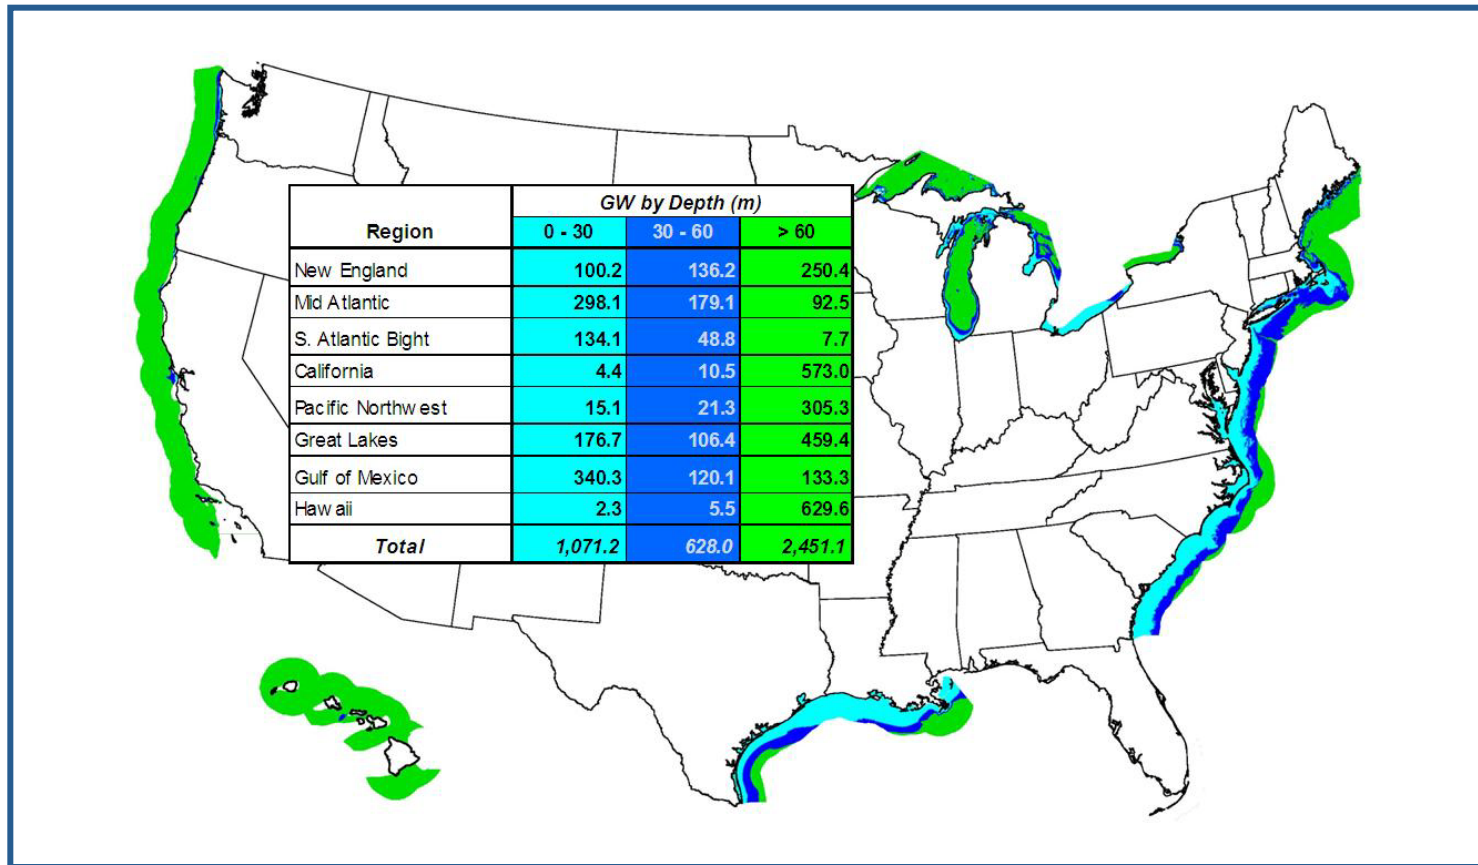 GW by Depth (m)
Region 0 - 30 30 - 60 > 60
New England 100.2 136.2 250.4
Mid Atlantic 298.1 179.1 92.5
S. Atlantic Bight 134.1 48.8 7.7
California 4.4 10.5 573.0
Pacific Northwest 15.1 21.3 305.3
Great Lakes 176.7 106.4 459.4
Gulf of Mexico 340.3 120.1 133.3
Hawaii 2.3 5.5 629.6
Total 1,071.2 628.0 2,451.1